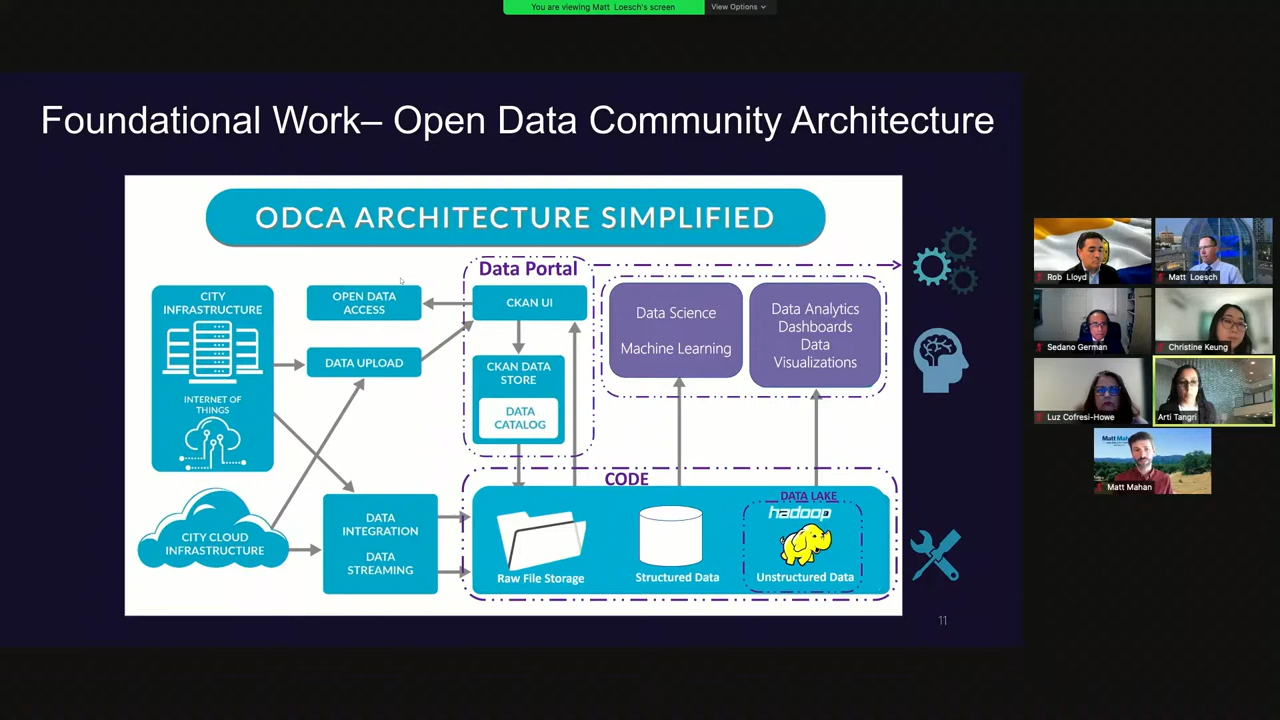 You are viewing Matt Loesch's screen
View Options
Foundational Work– Open Data Community Architecture
ODCA ARCHITECTURE SIMPLIFIED
Data Portal
CITY
INFRASTRUCTURE
INTERNET OF
THINGS
OPEN DATA
ACCESS
DATA UPLOAD
CKAN UI
CKAN DATA
STORE
DATA
CATALOG
Data Science
Machine Learning
Data Analytics
Dashboards
Data
Visualizations
CITY CLOUD
INFRASTRUCTURE
DATA
INTEGRATION
DATA
STREAMING
CODE
Raw File Storage
Structured Data
DATA LAKE
hadoop
Unstructured Data
11
Rob Lloyd
Matt Loesch
Sedano German
Christine Keung
Luz Cofresi-Howe
Arti Tangri
Matt Mahan